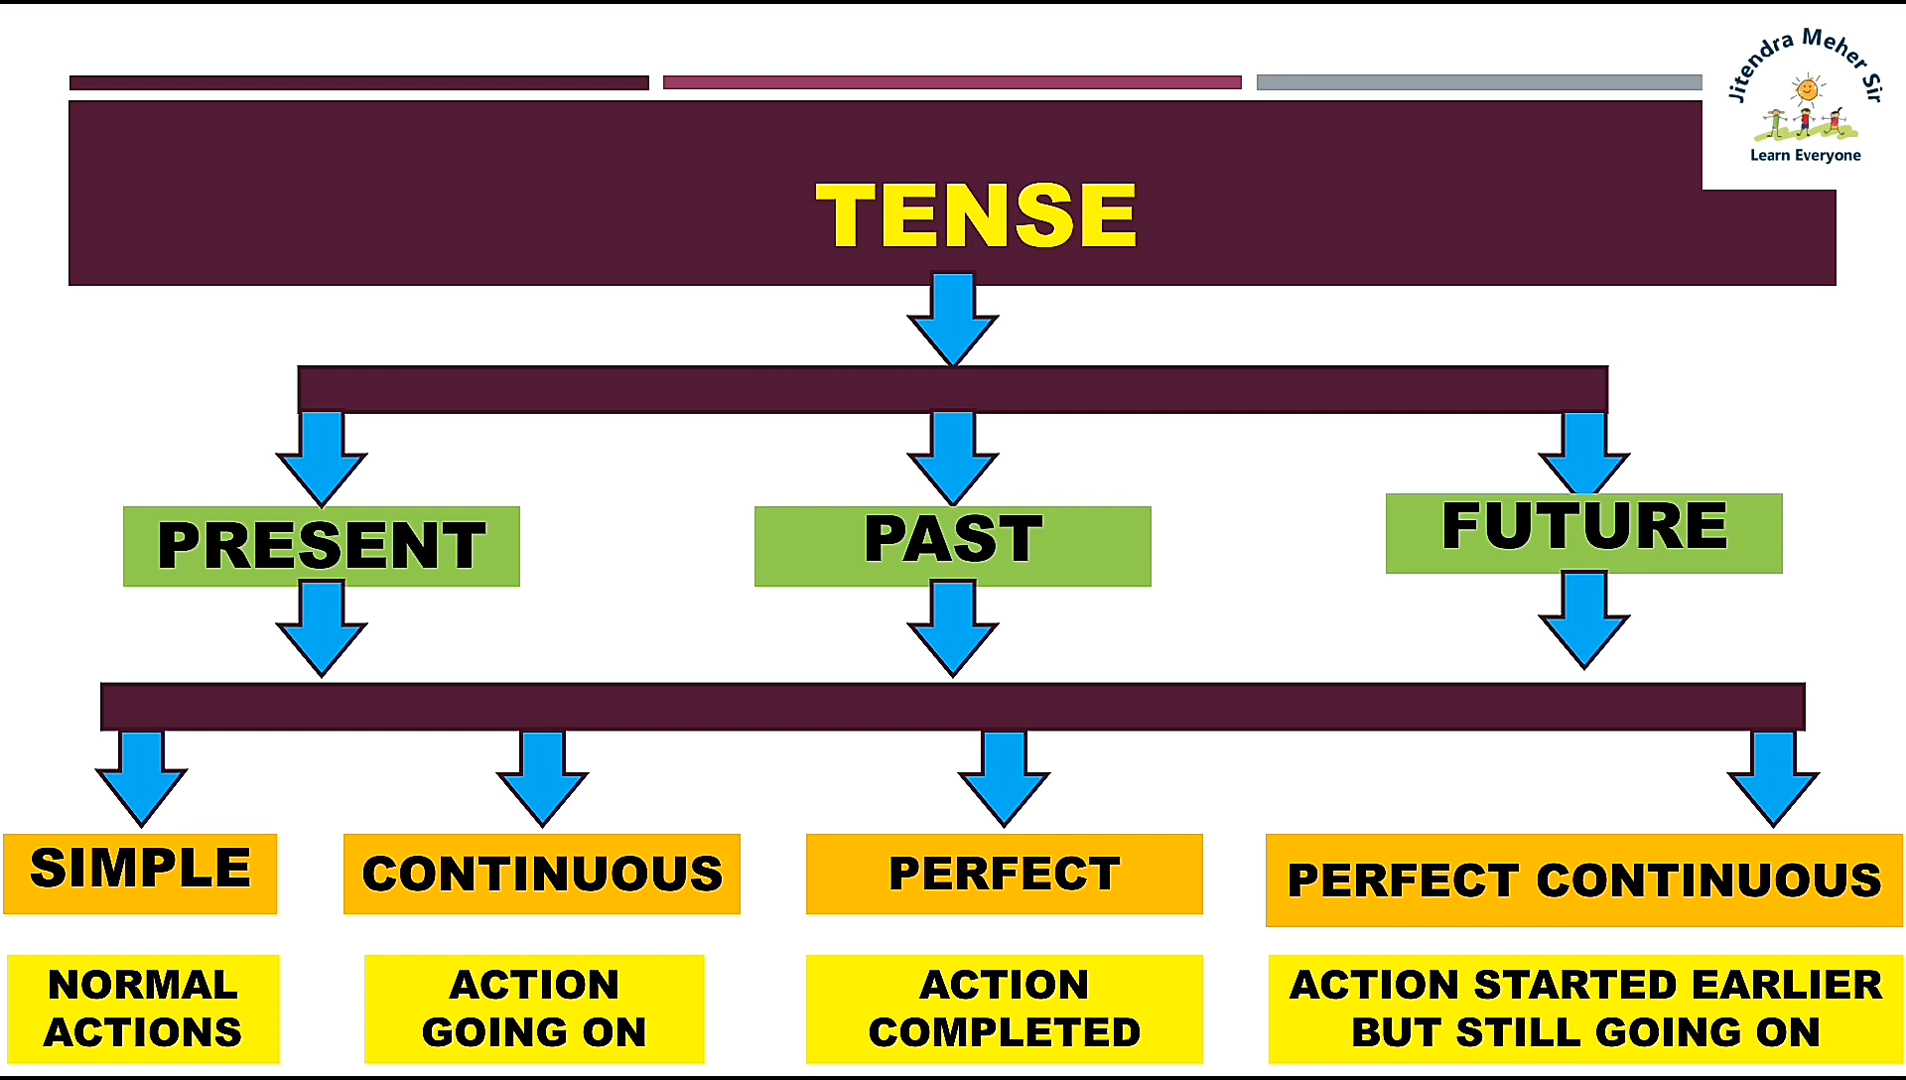 Jitendra Meher Sir
Learn Everyone
TENSE
PRESENT
PAST
FUTURE
SIMPLE
CONTINUOUS
PERFECT
PERFECT CONTINUOUS
NORMAL
ACTIONS
ACTION
GOING ON
ACTION
COMPLETED
ACTION STARTED EARLIER
BUT STILL GOING ON